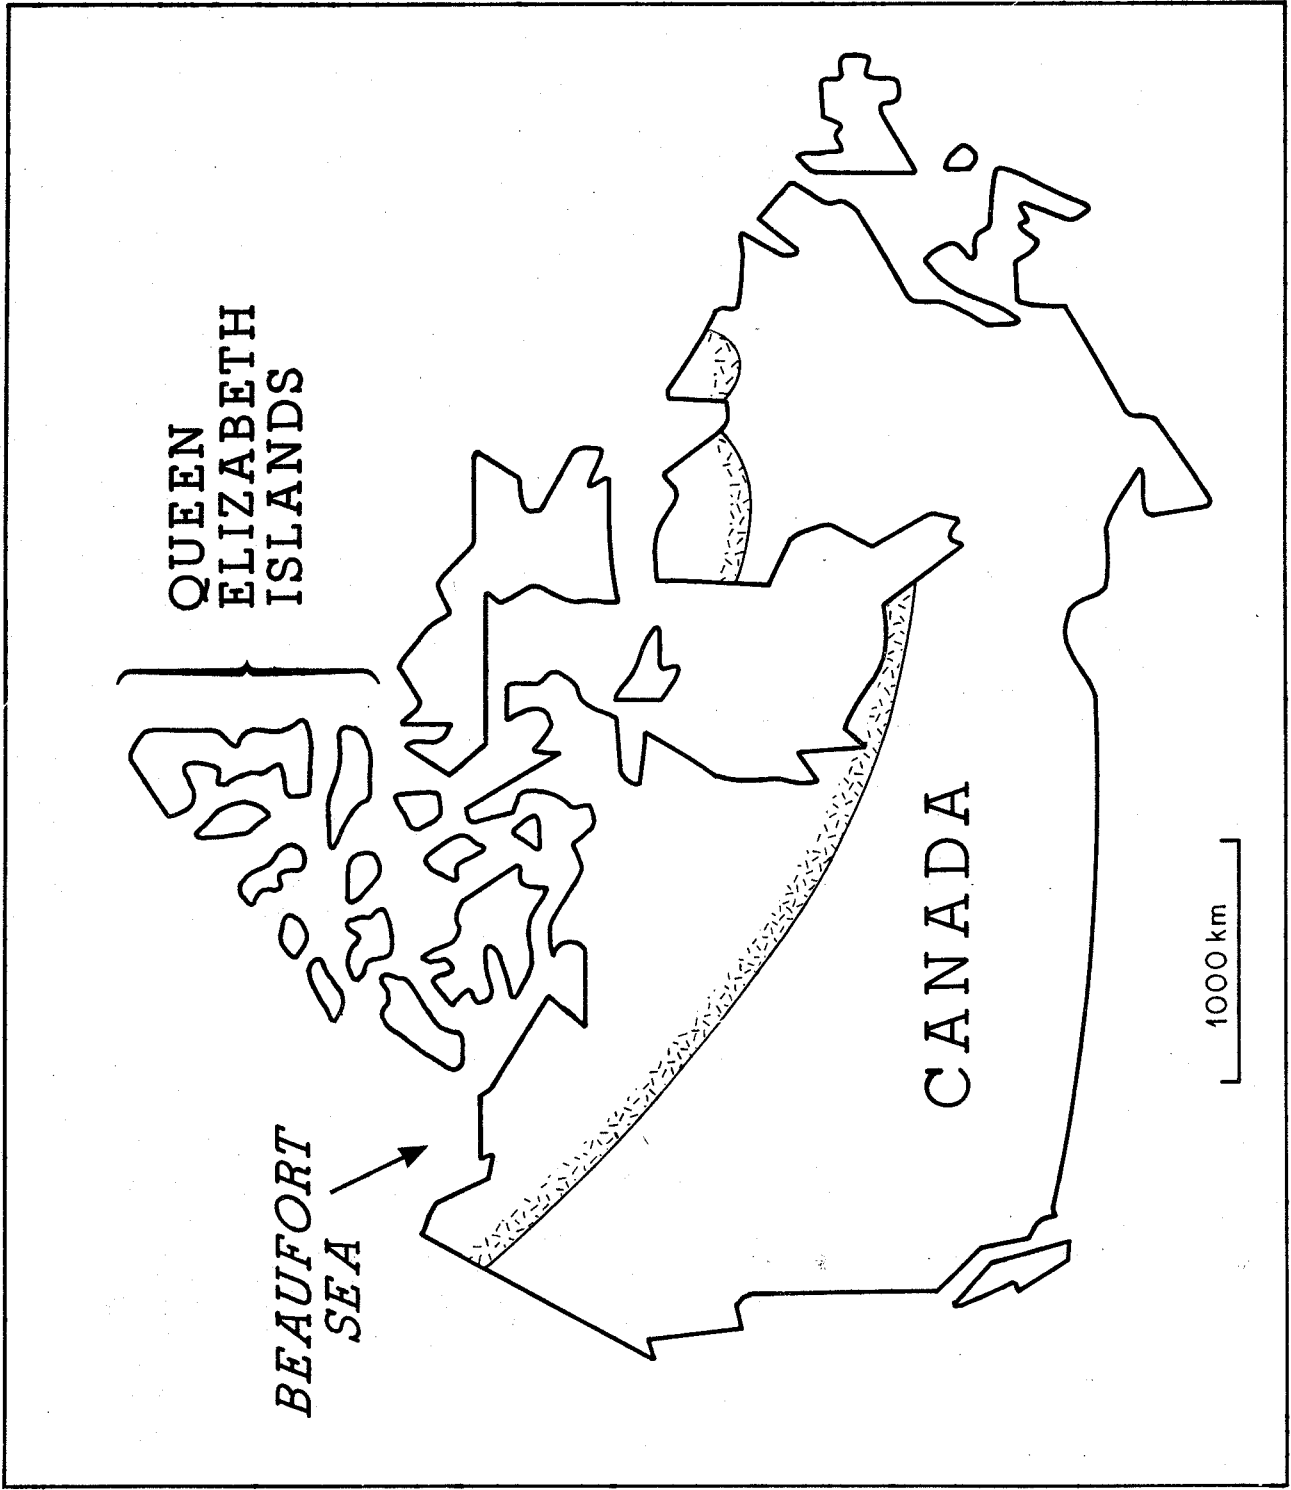 QUEEN
ELIZABETH
ISLANDS
BEAUFORT
SEA
CANADA
1000 km